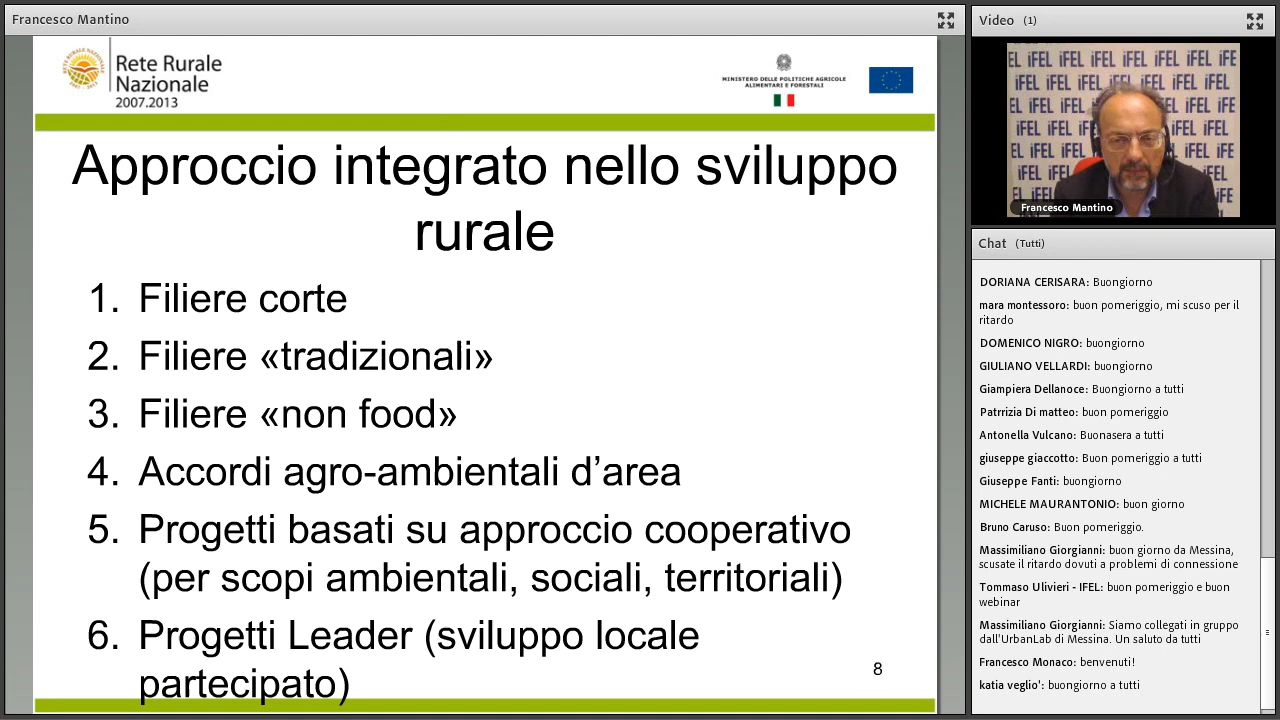 Francesco Mantino
Rete Rurale
Nazionale
2007.2013
MINISTERO DELLE POLITICHE AGRICOLE
ALIMENTARI E FORESTALI
Approccio integrato nello sviluppo
rurale
1. Filiere corte
2. Filiere «tradizionali»
3. Filiere «non food»
4. Accordi agro-ambientali d’area
5. Progetti basati su approccio cooperativo
(per scopi ambientali, sociali, territoriali)
6. Progetti Leader (sviluppo locale
partecipato)
8
Video (1)
iFEL iFEL iFEL
Francesco Mantino
Chat (Tutti)
DORIANA CERISARA: Buongiorno
mara montessoro: buon pomeriggio, mi scuso per il
ritardo
DOMENICO NIGRO: buongiorno
GIULIANO VELLARDI: buongiorno
Giampiera Dellanoce: Buongiorno a tutti
Patrrizia Di matteo: buon pomeriggio
Antonella Vulcano: Buonasera a tutti
giuseppe giaccotto: Buon pomeriggio a tutti
Giuseppe Fanti: buongiorno
MICHELE MAURANTONIO: buon giorno
Bruno Caruso: Buon pomeriggio.
Massimiliano Giorgianni: buon giorno da Messina,
scusate il ritardo dovuti a problemi di connessione
Tommaso Ulivieri - IFEL: buon pomeriggio e buon
webinar
Massimiliano Giorgianni: Siamo collegati in gruppo
dall'UrbanLab di Messina. Un saluto da tutti
Francesco Monaco: benvenuti!
katia veglio': buongiorno a tutti